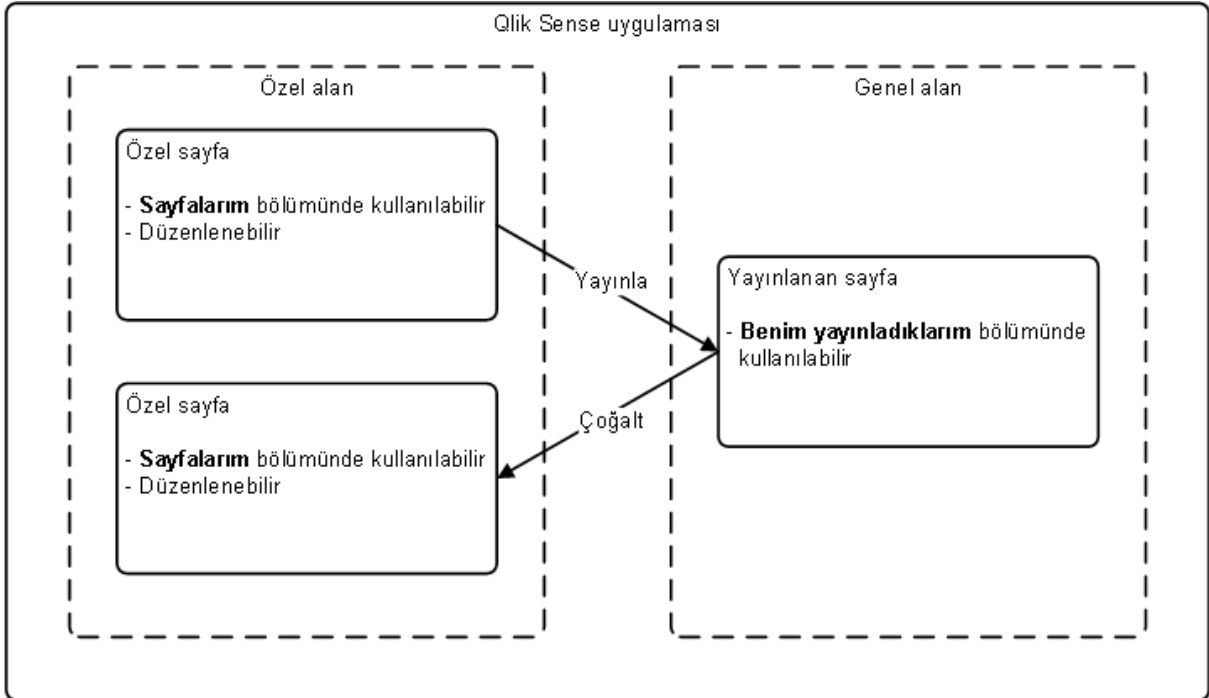 Qlik Sense uygulaması
Özel alan
Özel sayfa
- Sayfalarım bölümünde kullanılabilir
- Düzenlenebilir
Yayınla
Çoğalt
Özel sayfa
- Sayfalarım bölümünde kullanılabilir
- Düzenlenebilir
Genel alan
Yayınlanan sayfa
- Benim yayınladıklarım bölümünde
kullanılabilir